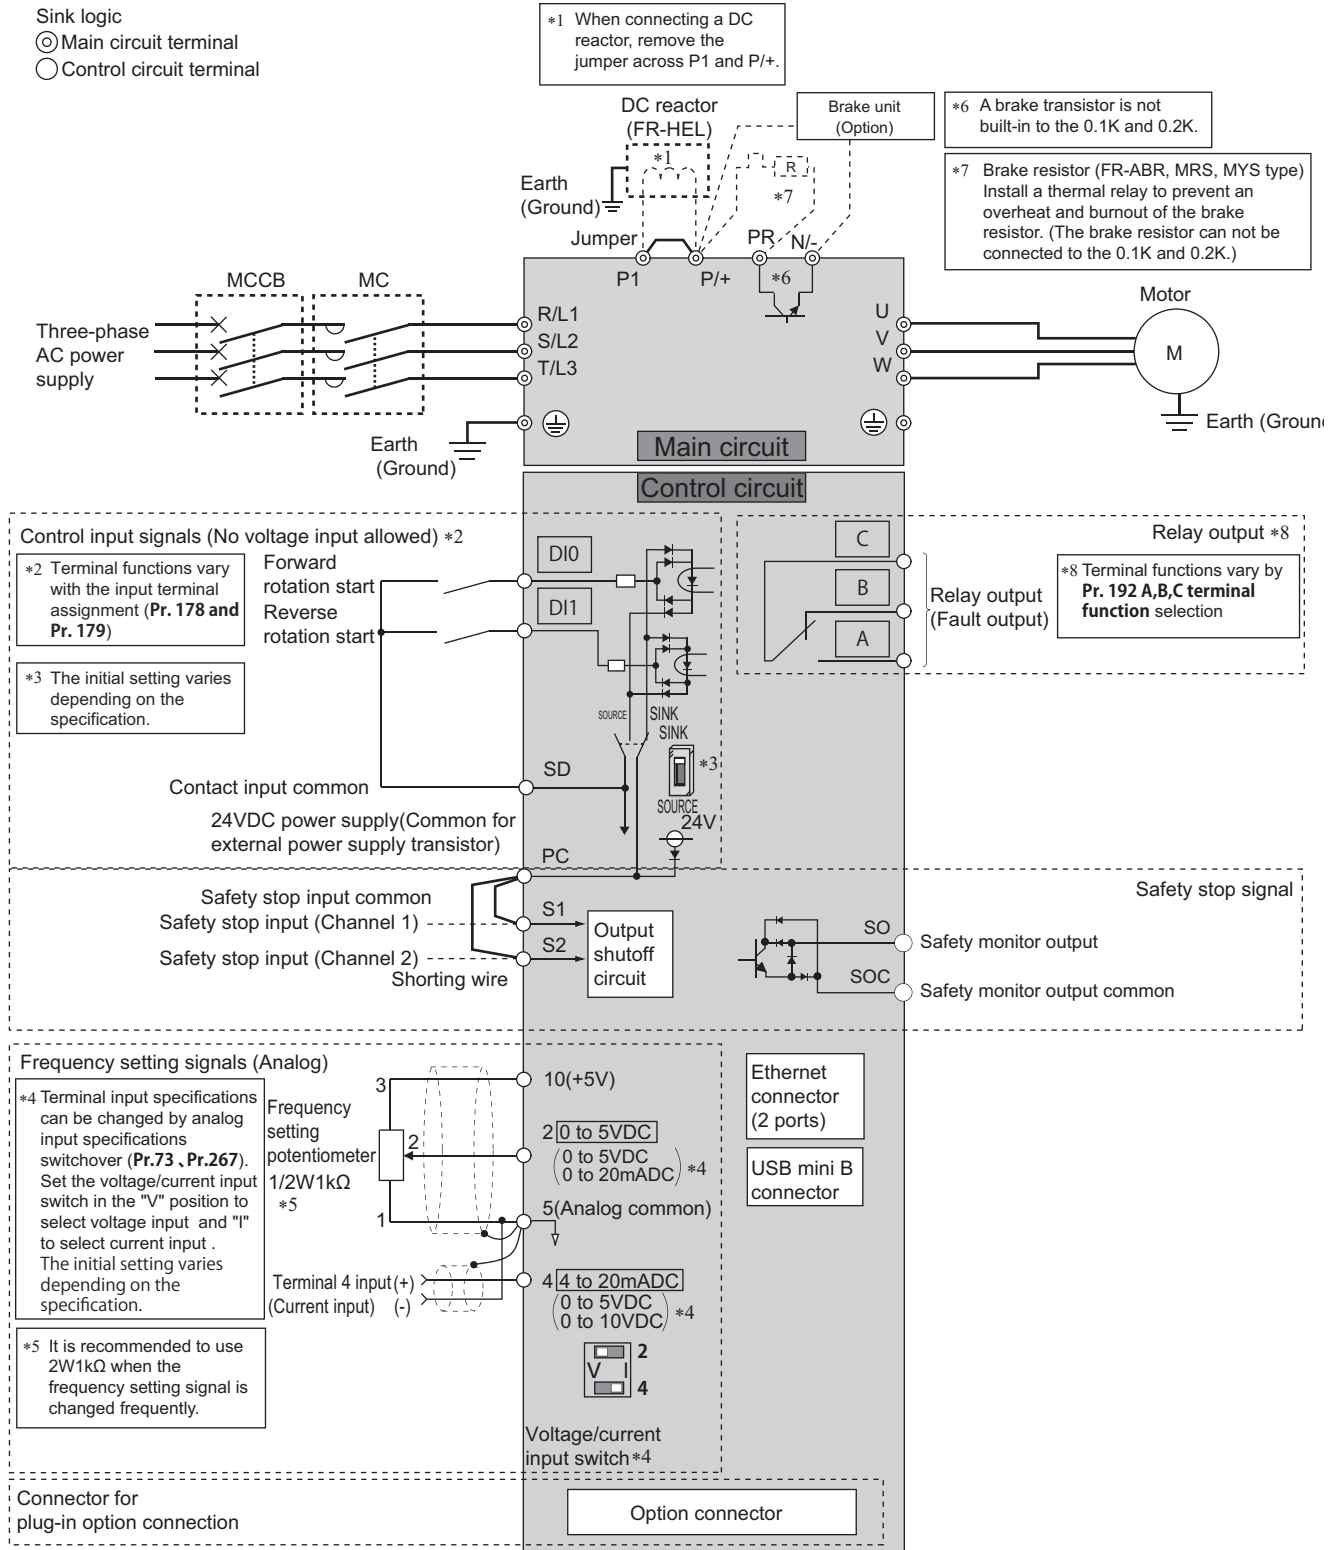 Sink logic
Main circuit terminal
Control circuit terminal
*1 When connecting a DC
reactor, remove the
jumper across P1 and P/+.
DC reactor
(FR-HEL)
*1
Brake unit
(Option)
*6 A brake transistor is not
built-in to the 0.1K and 0.2K.
*7 Brake resistor (FR-ABR, MRS, MYS type)
Install a thermal relay to prevent an
overheat and burnout of the brake
resistor. (The brake resistor can not be
connected to the 0.1K and 0.2K.)
Earth
(Ground)
R
*7
Jumper
PR
N/-
P1
P/+
*6
MCCB
MC
Three-phase
AC power
supply
R/L1
S/L2
T/L3
U
V
W
Motor
M
Earth (Groun
Earth
(Ground)
Main circuit
Control circuit
Control input signals (No voltage input allowed) *2
*2 Terminal functions vary
with the input terminal
assignment (Pr. 178 and
Pr. 179)
Forward
rotation start
Reverse
rotation start
DI0
DI1
*3 The initial setting varies
depending on the
specification.
SOURCE
SINK
SINK
*3
SOURCE
24V
Contact input common
SD
24VDC power supply(Common for
external power supply transistor)
PC
C
B
A
Relay output *8
Relay output
(Fault output)
*8 Terminal functions vary by
Pr. 192 A,B,C terminal
function selection
Safety stop signal
Safety stop input common
Safety stop input (Channel 1)
S1
Safety stop input (Channel 2)
S2
Shorting wire
Output
shutoff
circuit
SO
Safety monitor output
SOC
Safety monitor output common
Frequency setting signals (Analog)
*4 Terminal input specifications
can be changed by analog
input specifications
switchover (Pr.73 、Pr.267).
Set the voltage/current input
switch in the "V" position to
select voltage input and "I"
to select current input .
The initial setting varies
depending on the
specification.
*5 It is recommended to use
2W1kΩ when the
frequency setting signal is
changed frequently.
3
2
1
Frequency
setting
potentiometer
1/2W1kΩ
*5
Terminal 4 input (+)
(Current input) (-)
10(+5V)
2 0 to 5VDC
(0 to 5VDC
0 to 20mADC) *4
5(Analog common)
4 4 to 20mADC
(0 to 5VDC
0 to 10VDC) *4
2
V I
4
Voltage/current
input switch*4
Ethernet
connector
(2 ports)
USB mini B
connector
Connector for
plug-in option connection
Option connector